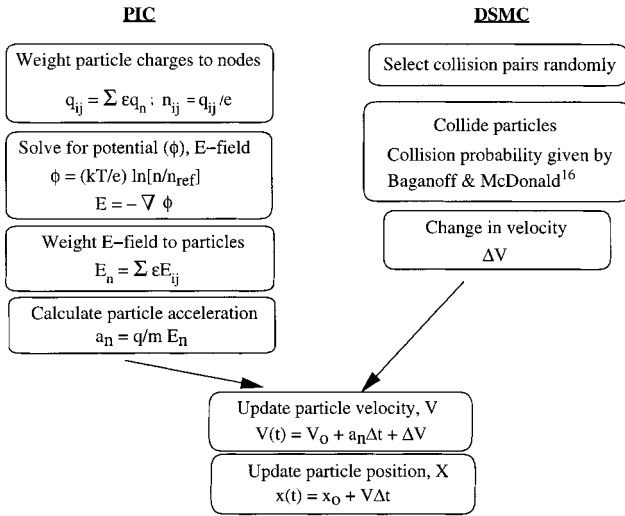 PIC
Weight particle charges to nodes
q_ij = Σ εq_n ; n_ij = q_ij /e
Solve for potential (ϕ), E−field
ϕ = (kT/e) ln[n/n_ref]
E = − ∇ ϕ
Weight E−field to particles
E_n = Σ εE_ij
Calculate particle acceleration
a_n = q/m E_n
DSMC
Select collision pairs randomly
Collide particles
Collision probability given by
Baganoff & McDonald^16
Change in velocity
ΔV
Update particle velocity, V
V(t) = V_o + a_nΔt + ΔV
Update particle position, X
x(t) = x_o + VΔt